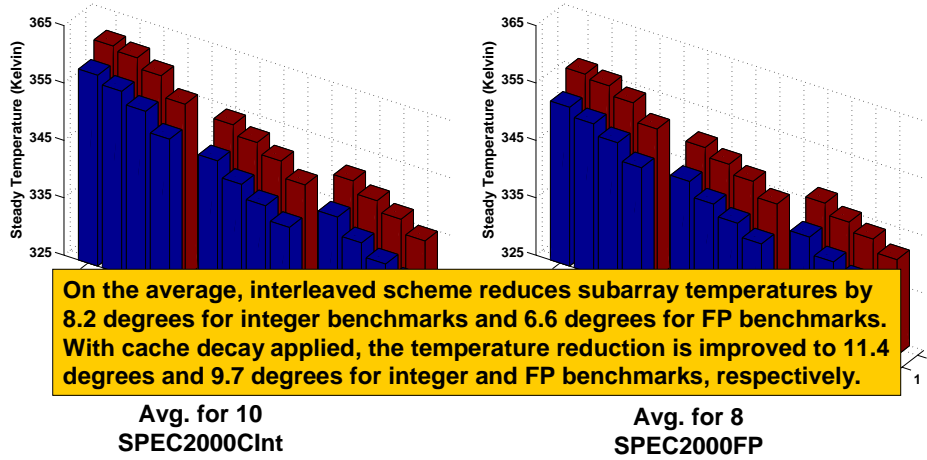 365
355
345
335
325
Steady Temperature (Kelvin)
365
355
345
335
325
Steady Temperature (Kelvin)
1
On the average, interleaved scheme reduces subarray temperatures by
8.2 degrees for integer benchmarks and 6.6 degrees for FP benchmarks.
With cache decay applied, the temperature reduction is improved to 11.4
degrees and 9.7 degrees for integer and FP benchmarks, respectively.
Avg. for 10
SPEC2000CInt
Avg. for 8
SPEC2000FP